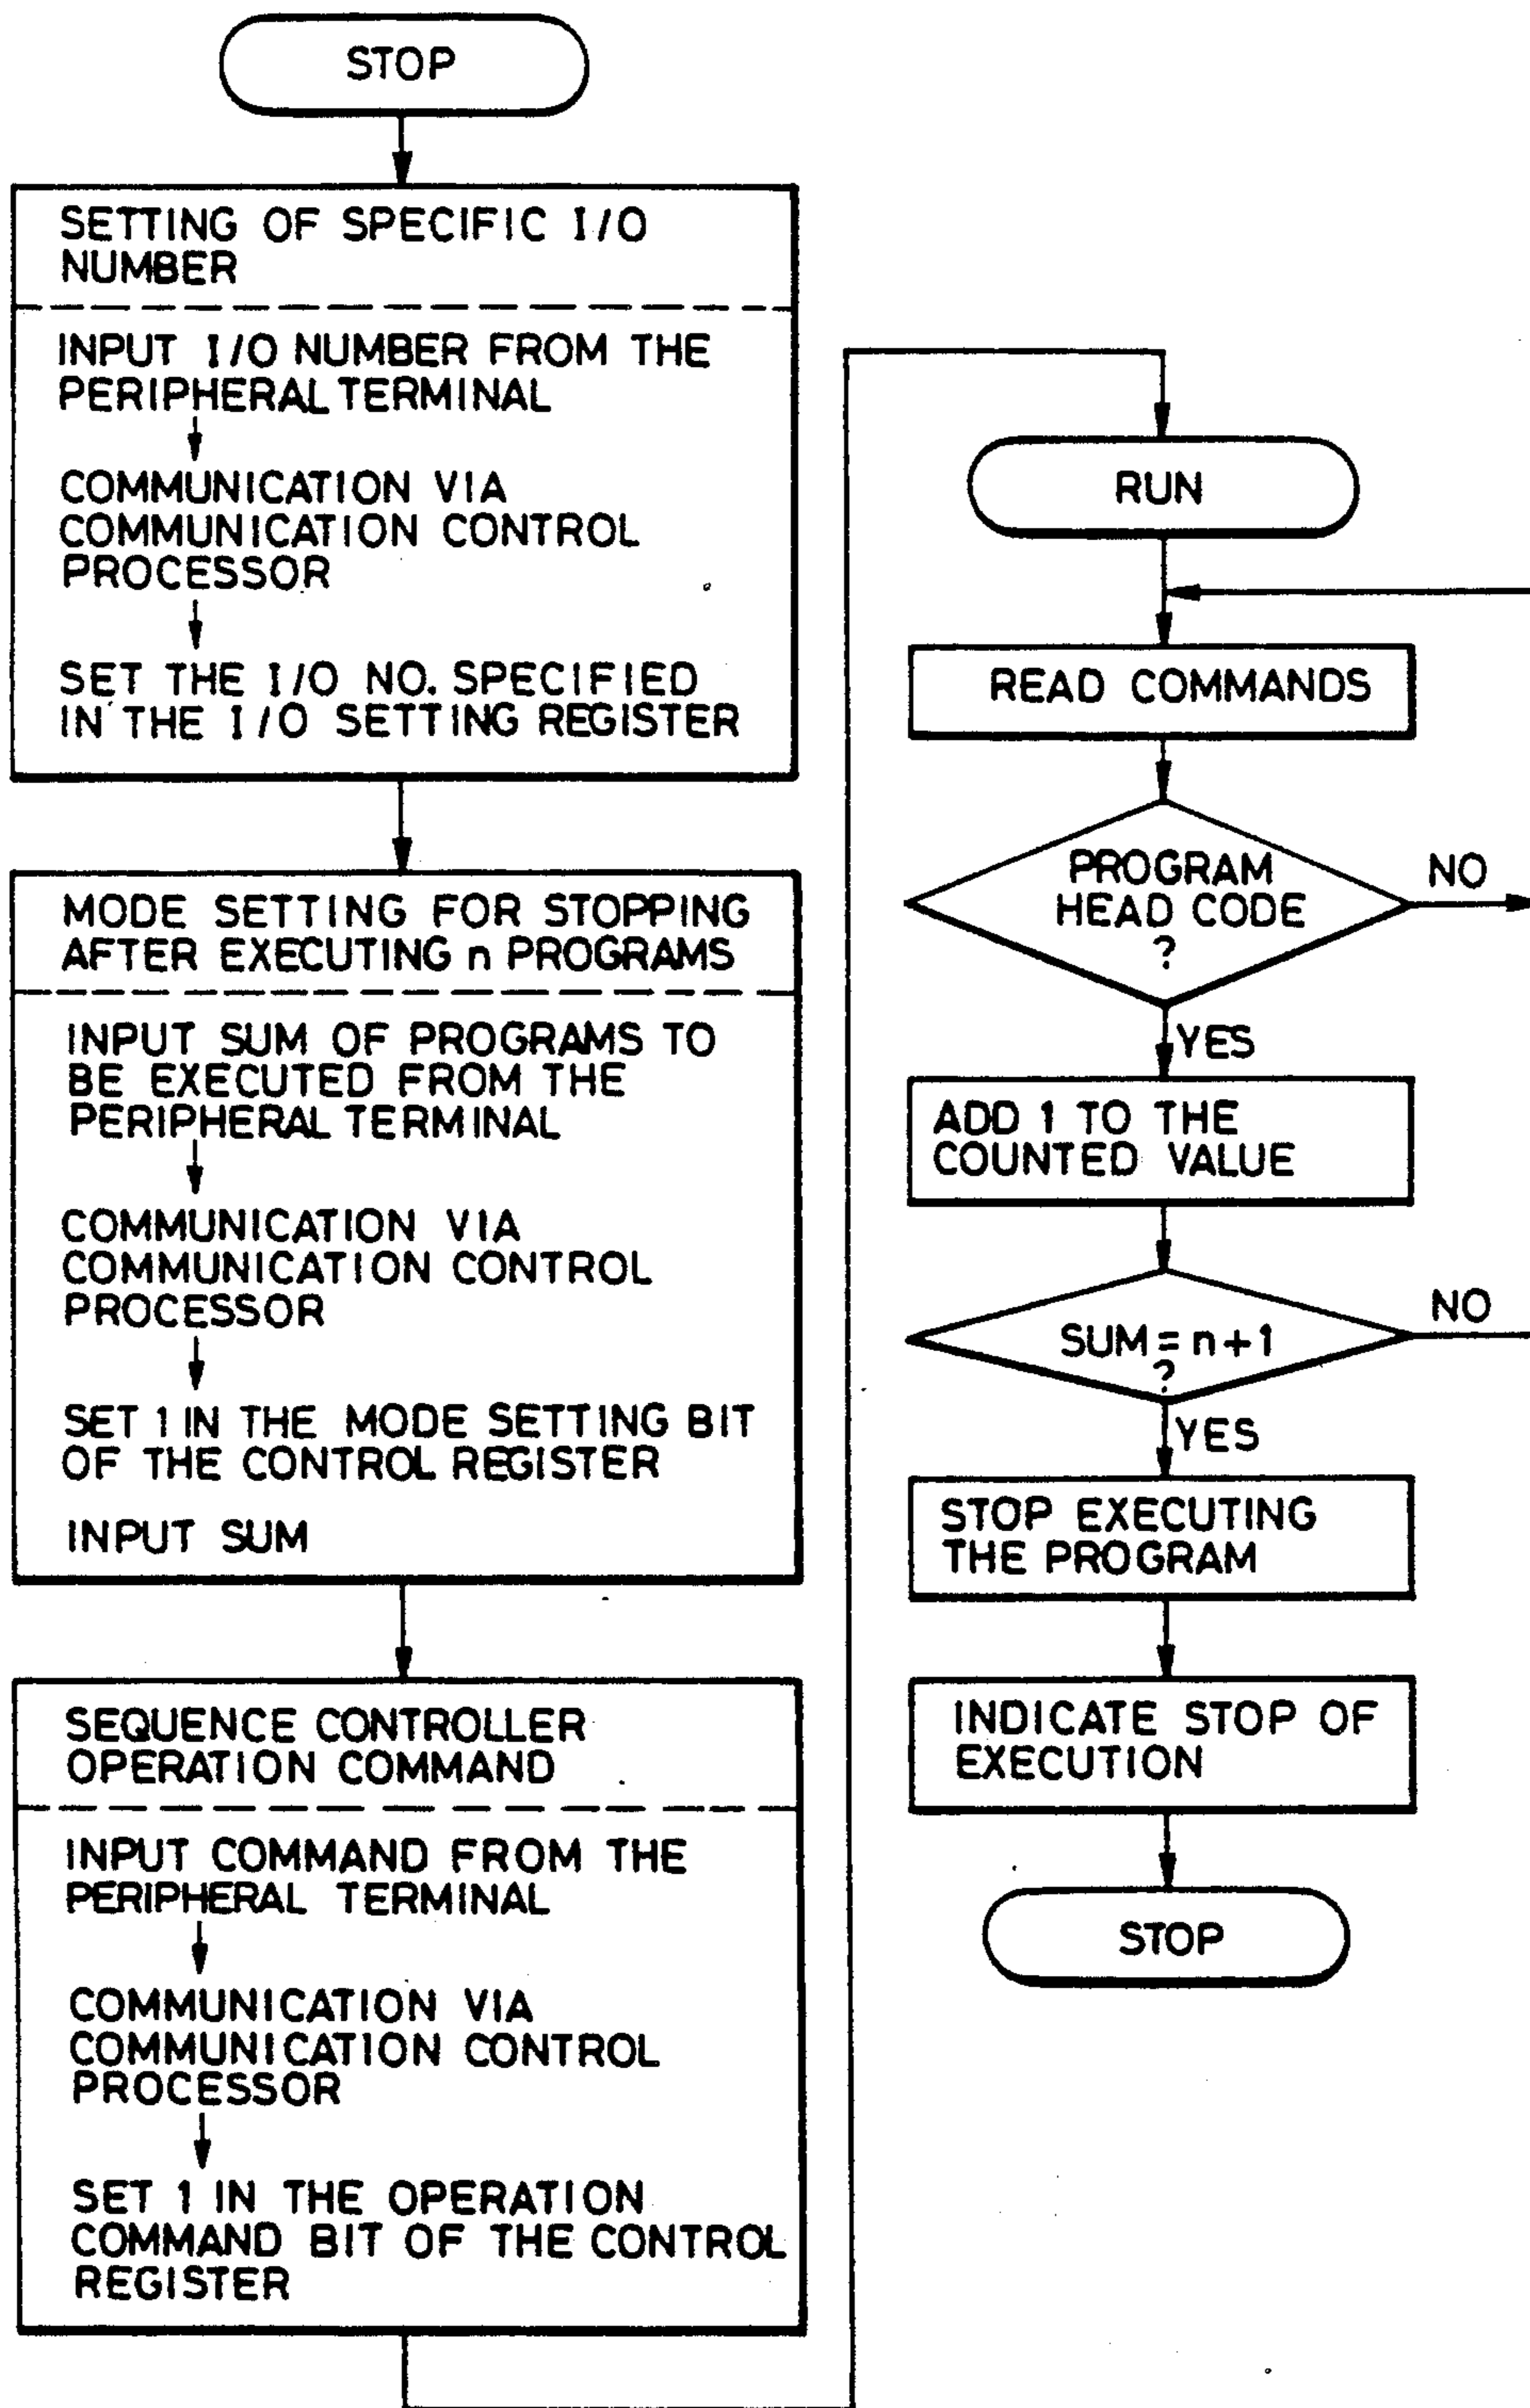 STOP
SETTING OF SPECIFIC I/O
NUMBER
INPUT I/O NUMBER FROM THE
PERIPHERAL TERMINAL
COMMUNICATION VIA
COMMUNICATION CONTROL
PROCESSOR
SET THE I/O NO. SPECIFIED
IN THE I/O SETTING REGISTER
MODE SETTING FOR STOPPING
AFTER EXECUTING n PROGRAMS
INPUT SUM OF PROGRAMS TO
BE EXECUTED FROM THE
PERIPHERAL TERMINAL
COMMUNICATION VIA
COMMUNICATION CONTROL
PROCESSOR
SET 1 IN THE MODE SETTING BIT
OF THE CONTROL REGISTER
INPUT SUM
SEQUENCE CONTROLLER
OPERATION COMMAND
INPUT COMMAND FROM THE
PERIPHERAL TERMINAL
COMMUNICATION VIA
COMMUNICATION CONTROL
PROCESSOR
SET 1 IN THE OPERATION
COMMAND BIT OF THE CONTROL
REGISTER
RUN
READ COMMANDS
PROGRAM
HEAD CODE
?
NO
YES
ADD 1 TO THE
COUNTED VALUE
SUM = n+1
?
NO
YES
STOP EXECUTING
THE PROGRAM
INDICATE STOP OF
EXECUTION
STOP